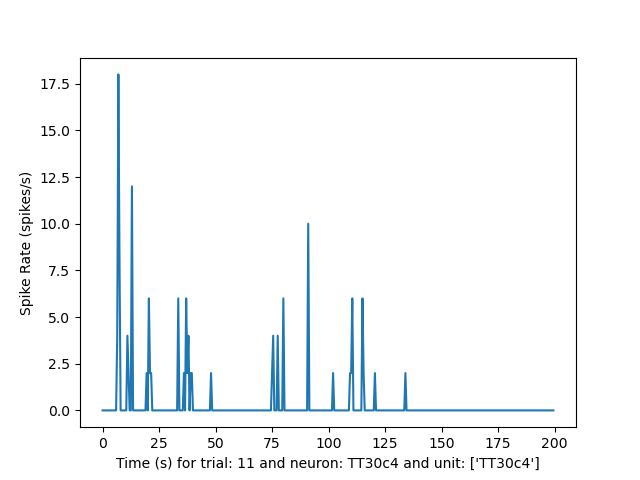 17.5
15.0
12.5
10.0
7.5
5.0
2.5
0.0
Spike Rate (spikes/s)
0 25 50 75 100 125 150 175 200
Time (s) for trial: 11 and neuron: TT30c4 and unit: ['TT30c4']